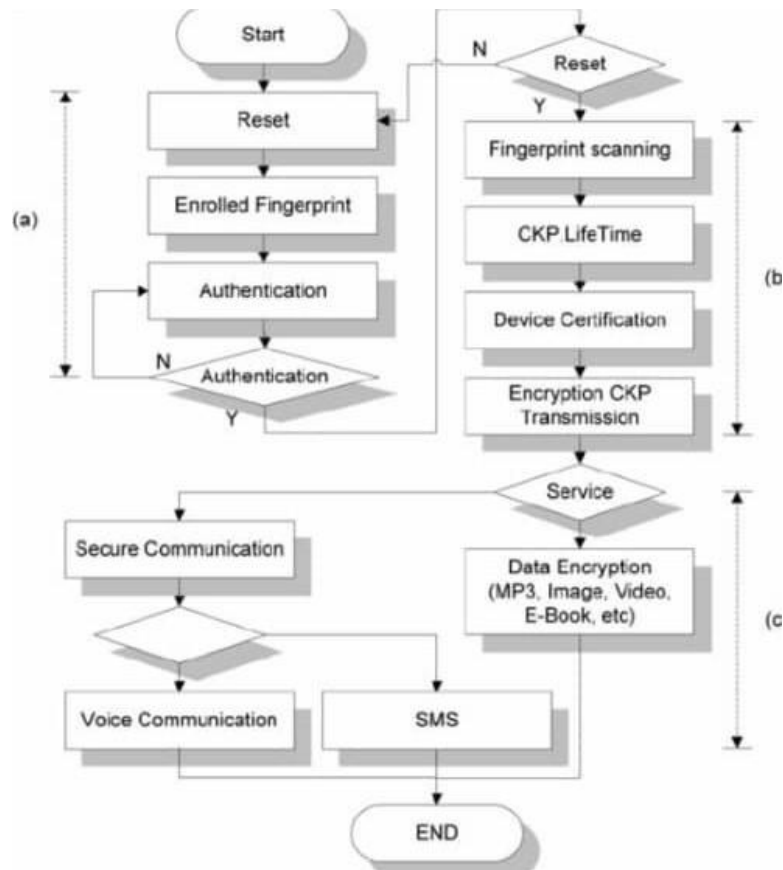 Start
Reset
Enrolled Fingerprint
(a)
Authentication
N
Authentication
Y
N
Reset
Y
Fingerprint scanning
CKP.LifeTime
(b)
Device Certification
Encryption CKP
Transmission
Service
Secure Communication
Data Encryption
(MP3, Image, Video,
E-Book, etc)
(c
Voice Communication
SMS
END